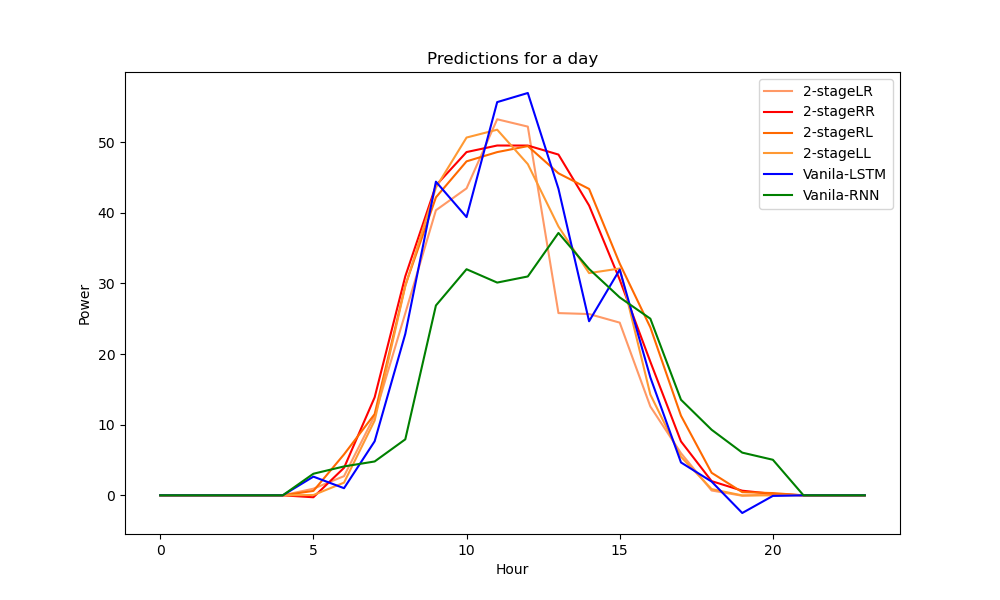 Predictions for a day
2-stageLR
2-stageRR
2-stageRL
2-stageLL
Vanila-LSTM
Vanila-RNN
Power
50
40
30
20
10
0
0 5 10 15 20
Hour